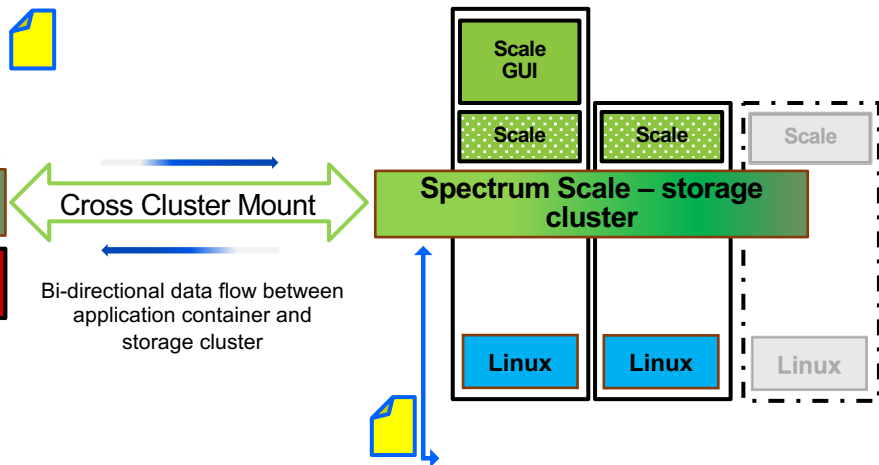 Scale
GUI
Scale
Scale
Scale
Cross Cluster Mount
Spectrum Scale – storage
cluster
Bi-directional data flow between
application container and
storage cluster
Linux
Linux
Linux